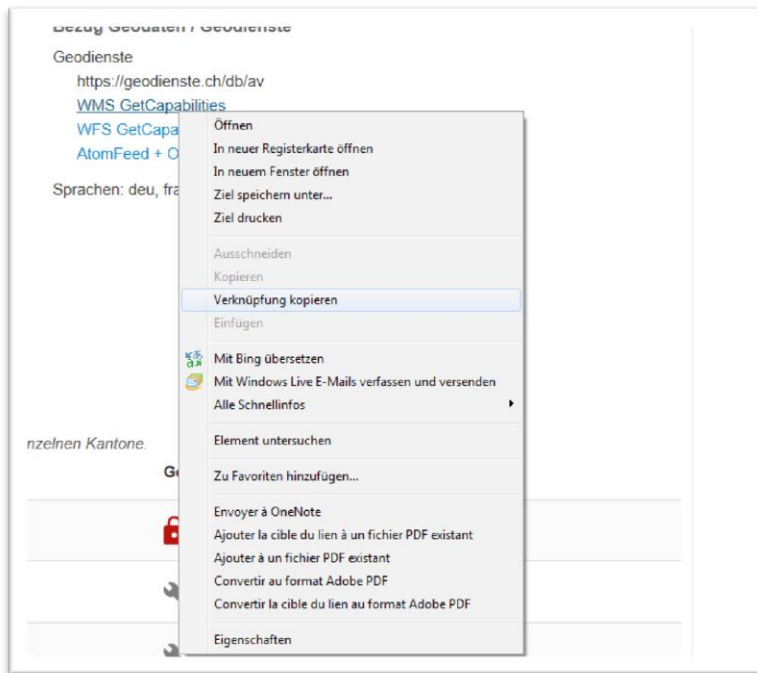 Bezug Geodaten / Geodienste
Geodienste
https://geodienste.ch/db/av
WMS GetCapabilities
WFS GetCapa
AtomFeed + O
Sprachen: deu, fra
Öffnen
In neuer Registerkarte öffnen
In neuem Fenster öffnen
Ziel speichern unter...
Ziel drucken
Ausschneiden
Kopieren
Verknüpfung kopieren
Einfügen
Mit Bing übersetzen
Mit Windows Live E-Mails verfassen und versenden
Alle Schnellinfos
Element untersuchen
Zu Favoriten hinzufügen...
Envoyer à OneNote
Ajouter la cible du lien à un fichier PDF existant
Ajouter à un fichier PDF existant
Convertir au format Adobe PDF
Convertir la cible du lien au format Adobe PDF
Eigenschaften
nzelnen Kantone.
Ge